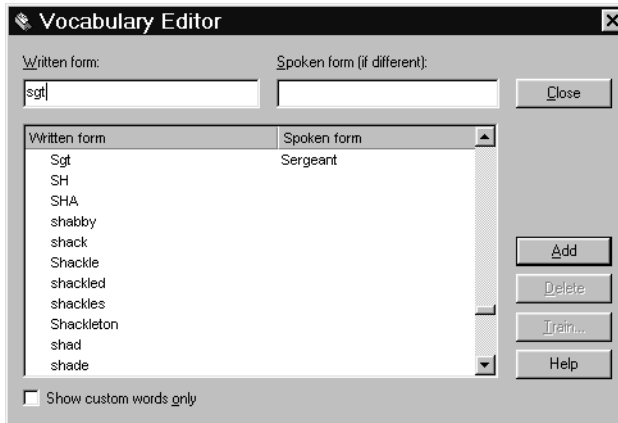 Vocabulary Editor
Written form: Spoken form (if different):
sgt
Close
Written form Spoken form
Sgt Sergeant
SH
SHA
shabby
shack
Shackle
shackled
shackles
Shackleton
shad
shade
Add
Delete
Train...
Help
Show custom words only